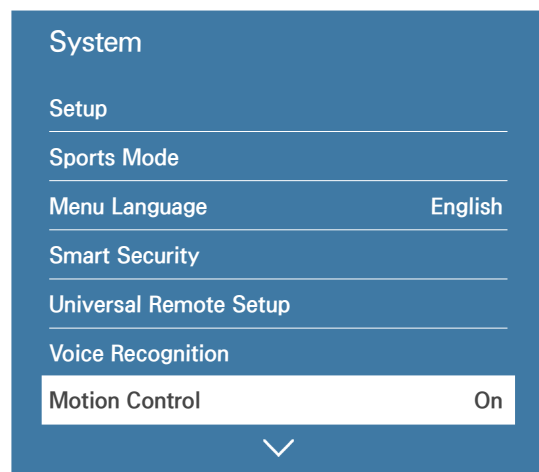 System
Setup
Sports Mode
Menu Language English
Smart Security
Universal Remote Setup
Voice Recognition
Motion Control On